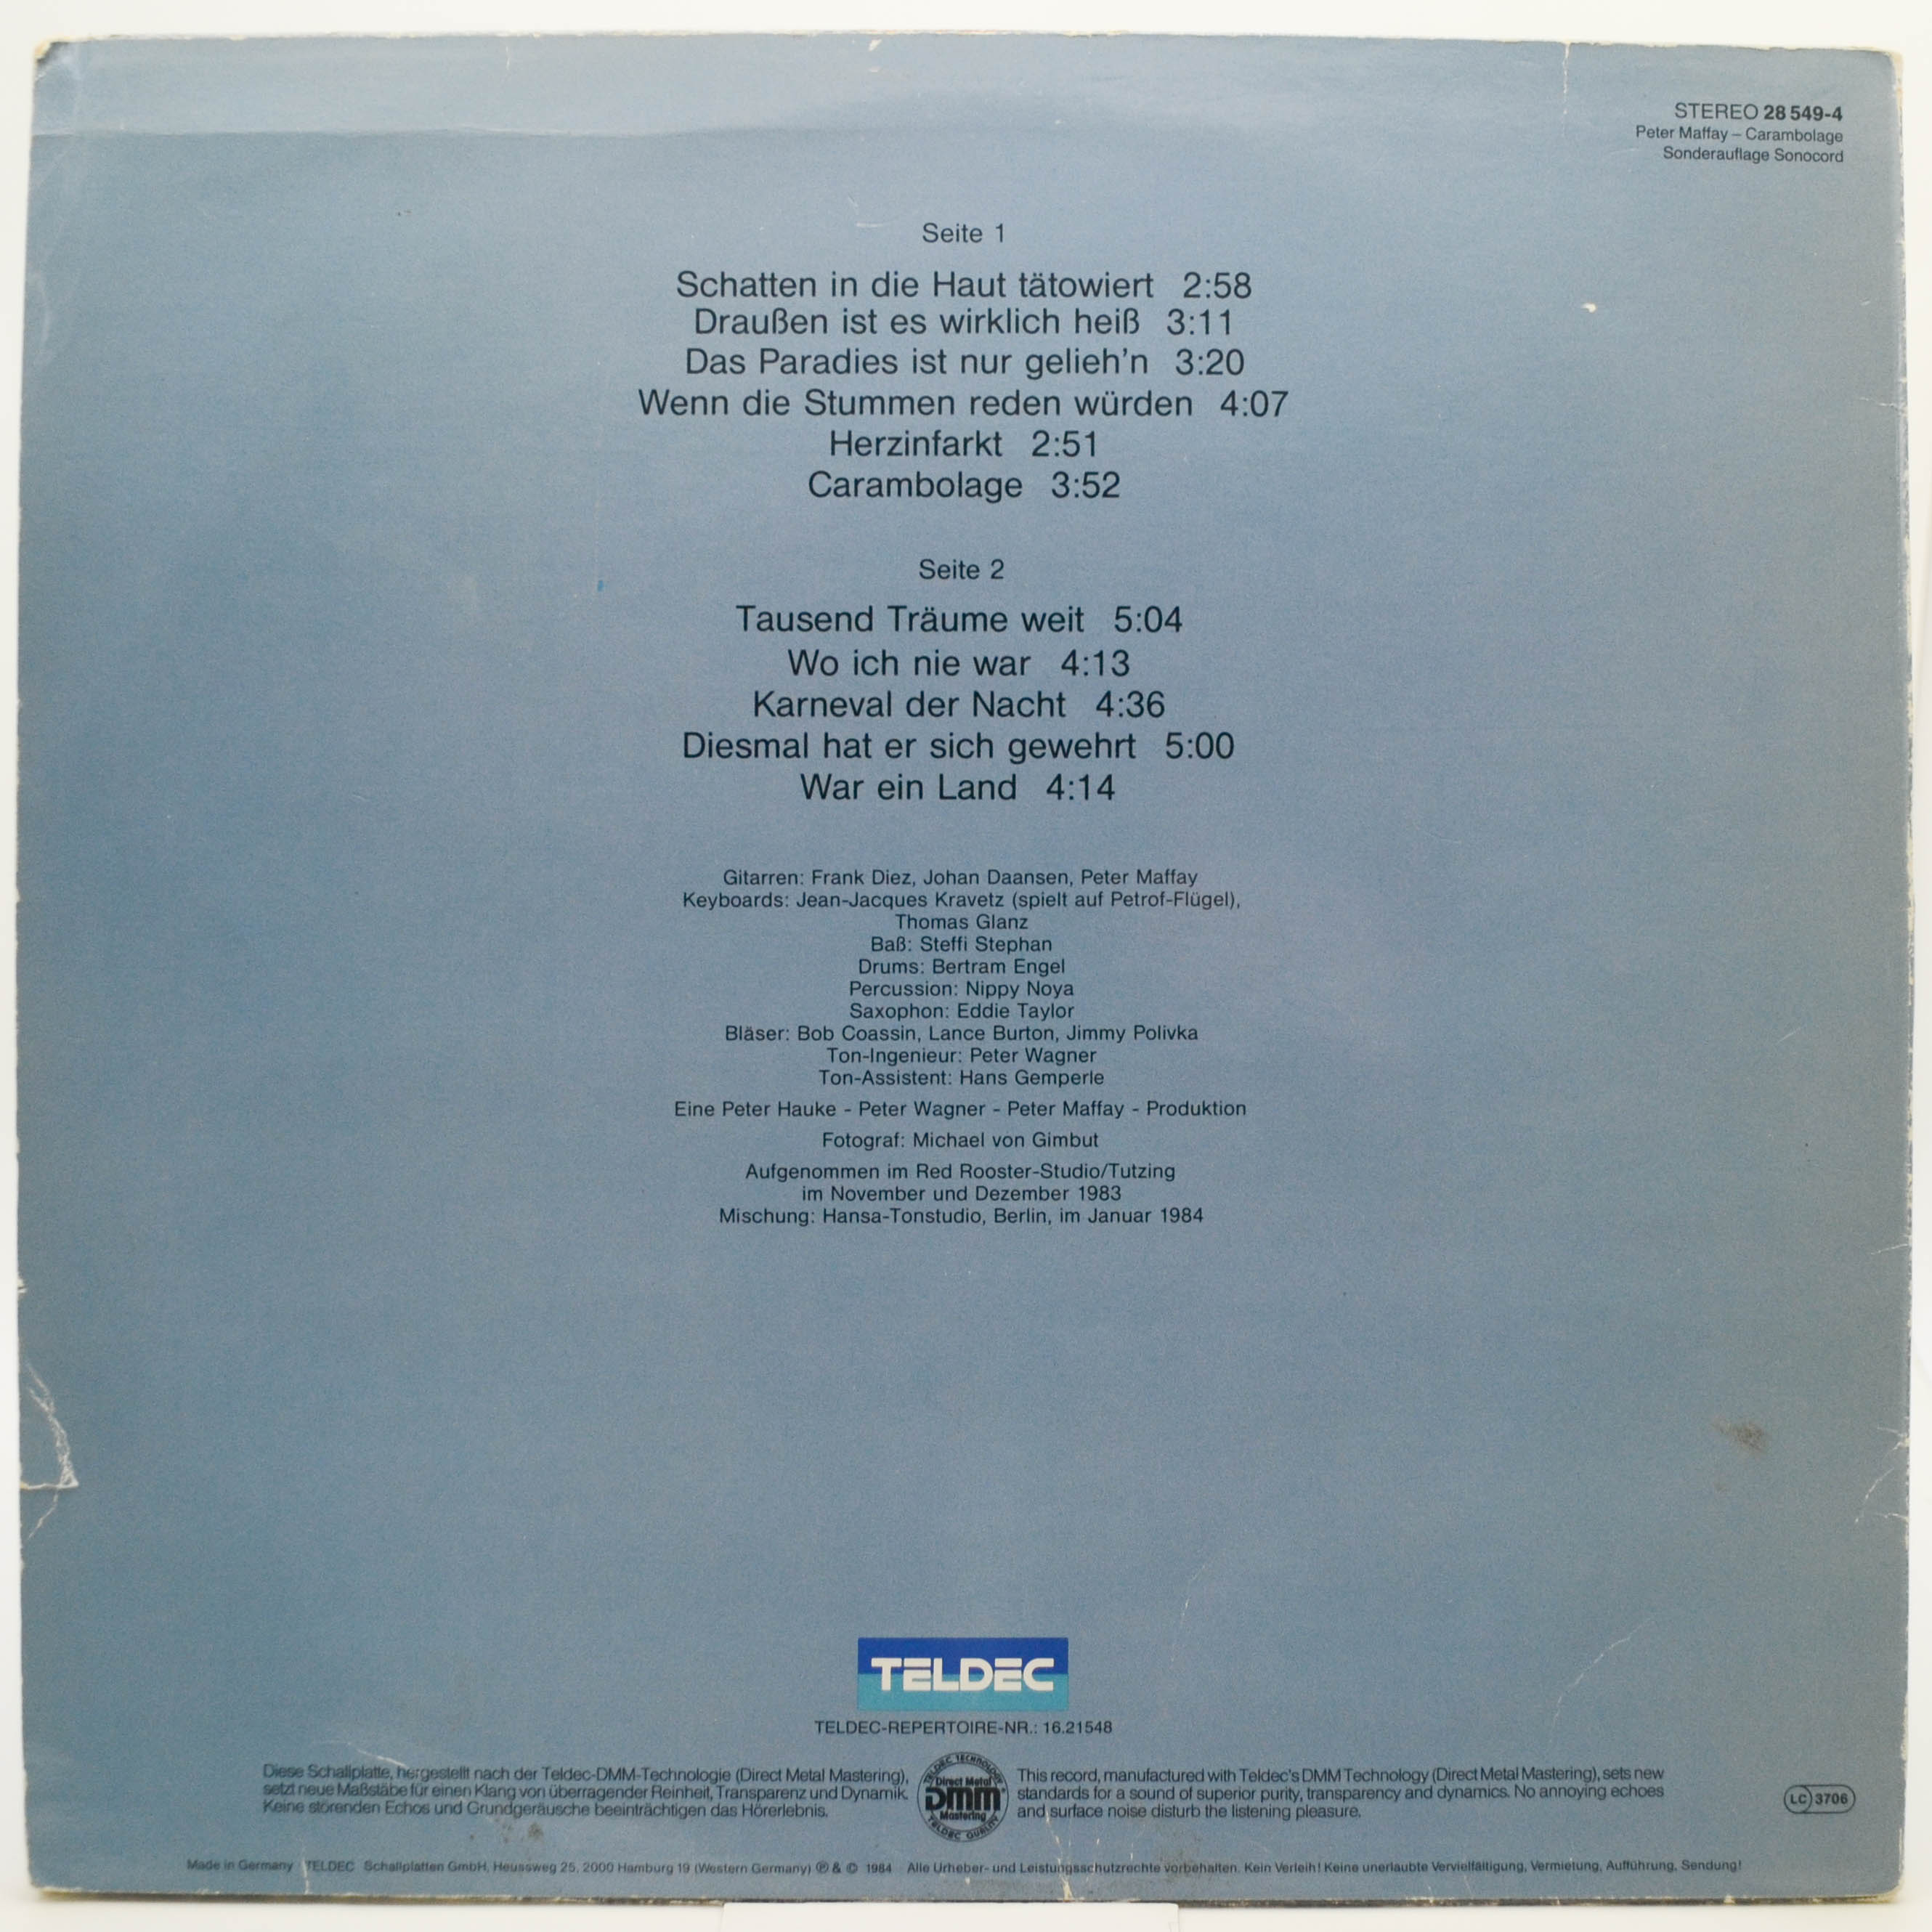 STEREO 28 549-4
Peter Maffay – Carambolage
Sonderauflage Sonocord
Seite 1
Schatten in die Haut tätowiert 2:58
Draußen ist es wirklich heiß 3:11
Das Paradies ist nur gelieh'n 3:20
Wenn die Stummen reden würden 4:07
Herzinfarkt 2:51
Carambolage 3:52
Seite 2
Tausend Träume weit 5:04
Wo ich nie war 4:13
Karneval der Nacht 4:36
Diesmal hat er sich gewehrt 5:00
War ein Land 4:14
Gitarren: Frank Diez, Johan Daansen, Peter Maffay
Keyboards: Jean-Jacques Kravetz (spielt auf Petrof-Flügel),
Thomas Glanz
Baß: Steffi Stephan
Drums: Bertram Engel
Percussion: Nippy Noya
Saxophon: Eddie Taylor
Bläser: Bob Coassin, Lance Burton, Jimmy Polivka
Ton-Ingenieur: Peter Wagner
Ton-Assistent: Hans Gemperle
Eine Peter Hauke - Peter Wagner - Peter Maffay - Produktion
Fotograf: Michael von Gimbut
Aufgenommen im Red Rooster-Studio/Tutzing
im November und Dezember 1983
Mischung: Hansa-Tonstudio, Berlin, im Januar 1984
TELDEC
TELDEC-REPERTOIRE-NR.: 16.21548
Diese Schallplatte, hergestellt nach der Teldec-DMM-Technologie (Direct Metal Mastering),
setzt neue Maßstäbe für einen Klang von überragender Reinheit, Transparenz und Dynamik.
Keine störenden Echos und Grundgeräusche beeinträchtigen das Hörerlebnis.
TELDEC TECHNOLOGY
Direct Metal
DMM
Mastering
TELDEC QUALITY
This record, manufactured with Teldec's DMM Technology (Direct Metal Mastering), sets new
standards for a sound of superior purity, transparency and dynamics. No annoying echoes
and surface noise disturb the listening pleasure.
LC 3706
Made in Germany · TELDEC Schallplatten GmbH, Heussweg 25, 2000 Hamburg 19 (Western Germany) ℗ & © 1984 Alle Urheber- und Leistungsschutzrechte vorbehalten. Kein Verleih! Keine unerlaubte Vervielfältigung, Vermietung, Aufführung, Sendung!